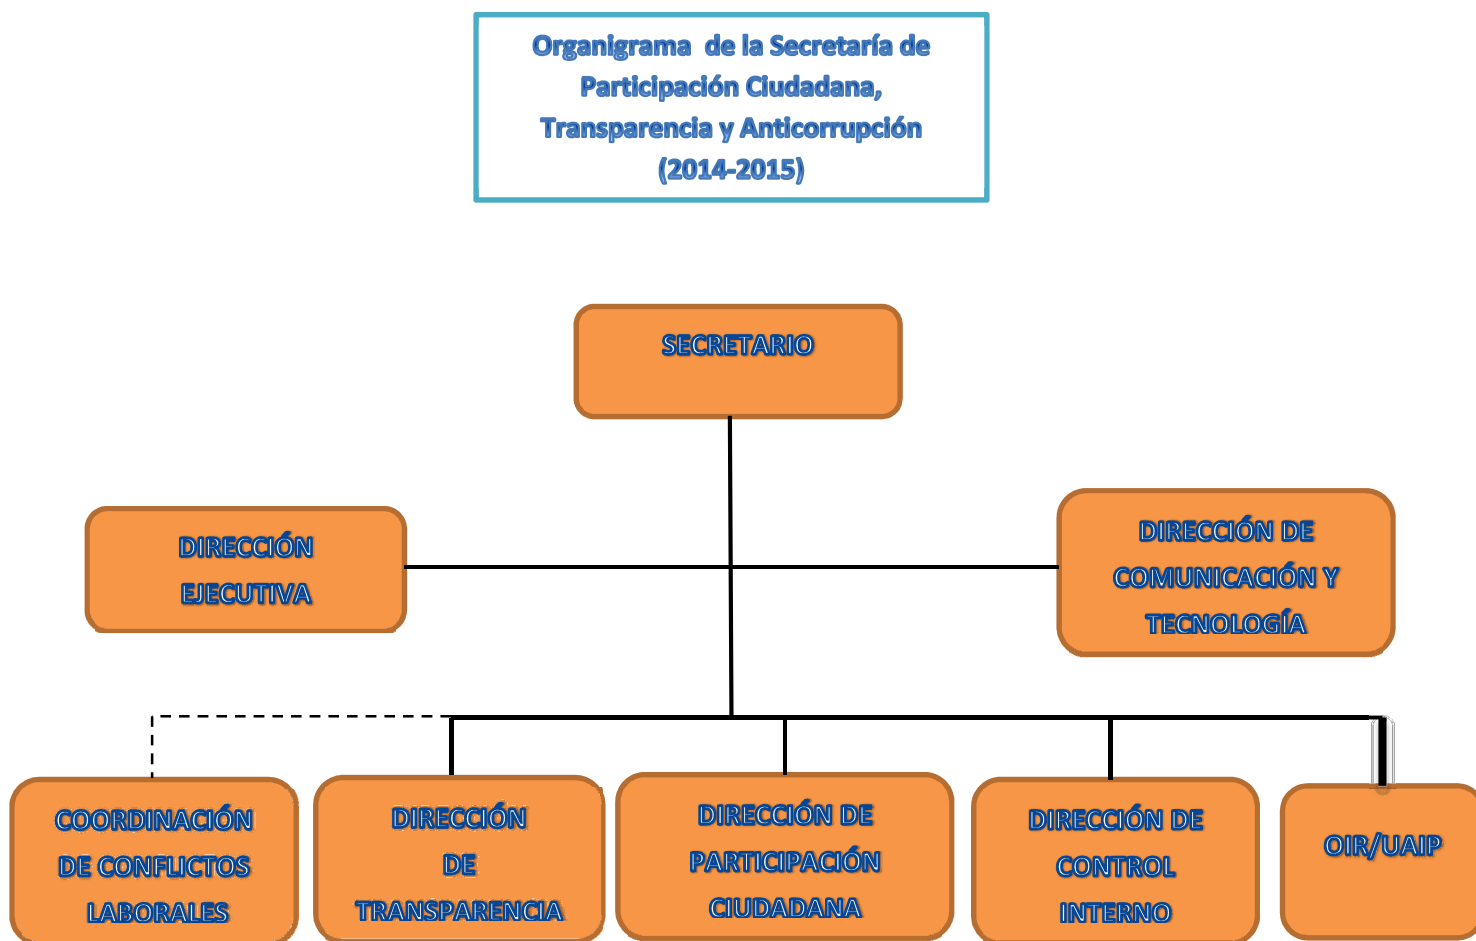 Organigrama de la Secretaría de
Participación Ciudadana,
Transparencia y Anticorrupción
(2014-2015)
SECRETARIO
DIRECCIÓN
EJECUTIVA
DIRECCIÓN DE
COMUNICACIÓN Y
TECNOLOGÍA
COORDINACIÓN
DE CONFLICTOS
LABORALES
DIRECCIÓN
DE
TRANSPARENCIA
DIRECCIÓN DE
PARTICIPACIÓN
CIUDADANA
DIRECCIÓN DE
CONTROL
INTERNO
OIR/UAIP